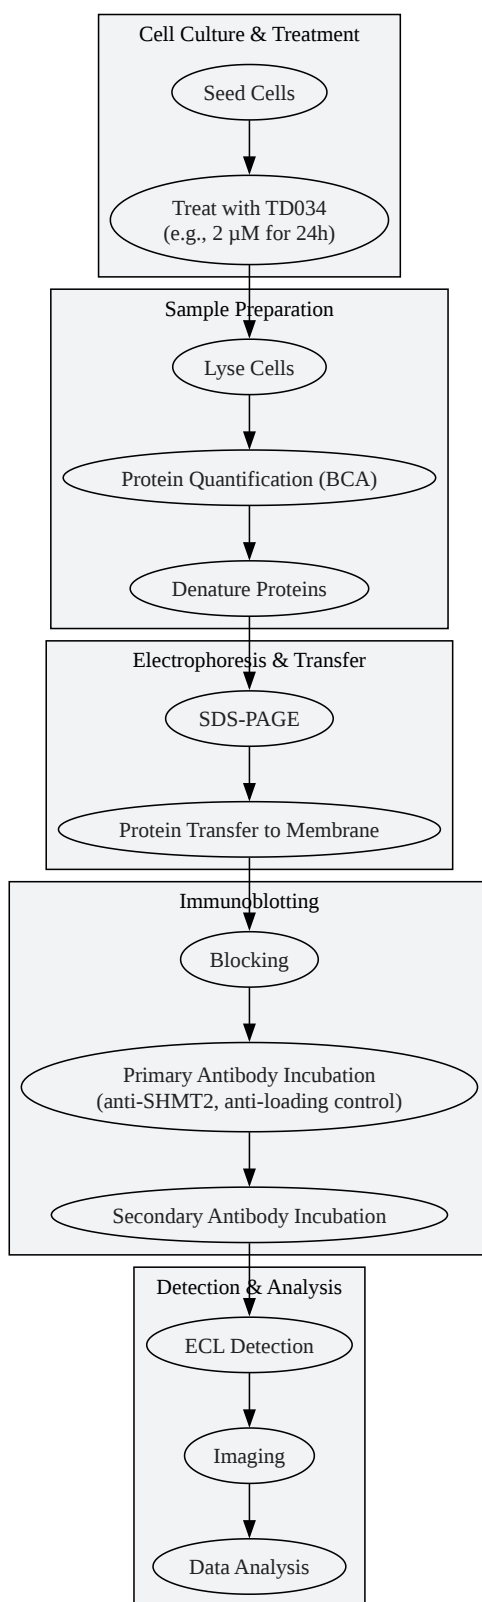 Cell Culture & Treatment
Seed Cells
Treat with TD034
(e.g., 2 µM for 24h)
Sample Preparation
Lyse Cells
Protein Quantification (BCA)
Denature Proteins
Electrophoresis & Transfer
SDS-PAGE
Protein Transfer to Membrane
Immunoblotting
Blocking
Primary Antibody Incubation
(anti-SHMT2, anti-loading control)
Secondary Antibody Incubation
Detection & Analysis
ECL Detection
Imaging
Data Analysis